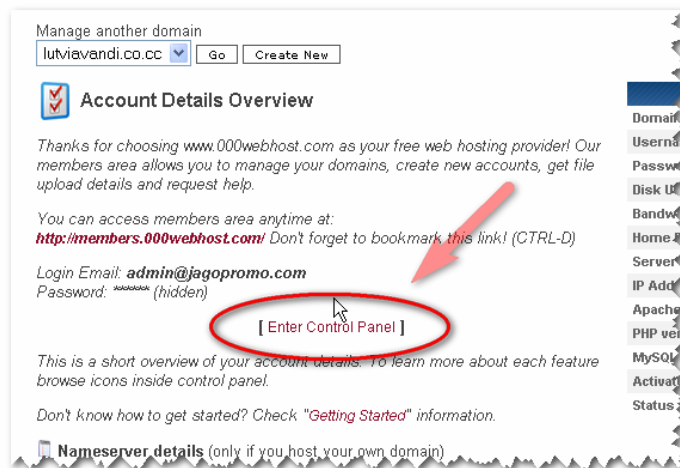 Manage another domain
lutviavandi.co.cc Go Create New
Account Details Overview
Thanks for choosing www.000webhost.com as your free web hosting provider! Our
members area allows you to manage your domains, create new accounts, get file
upload details and request help.
You can access members area anytime at:
http://members.000webhost.com/ Don't forget to bookmark this link! (CTRL-D)
Login Email: admin@jagopromo.com
Password: ****** (hidden)
[ Enter Control Panel ]
This is a short overview of your account details. To learn more about each feature
browse icons inside control panel.
Don't know how to get started? Check "Getting Started" information.
Nameserver details (only if you host your own domain)
Domain
Userna
Passw
Disk U
Bandw
Home
Server
IP Add
Apache
PHP ver
MySQL
Activat
Status